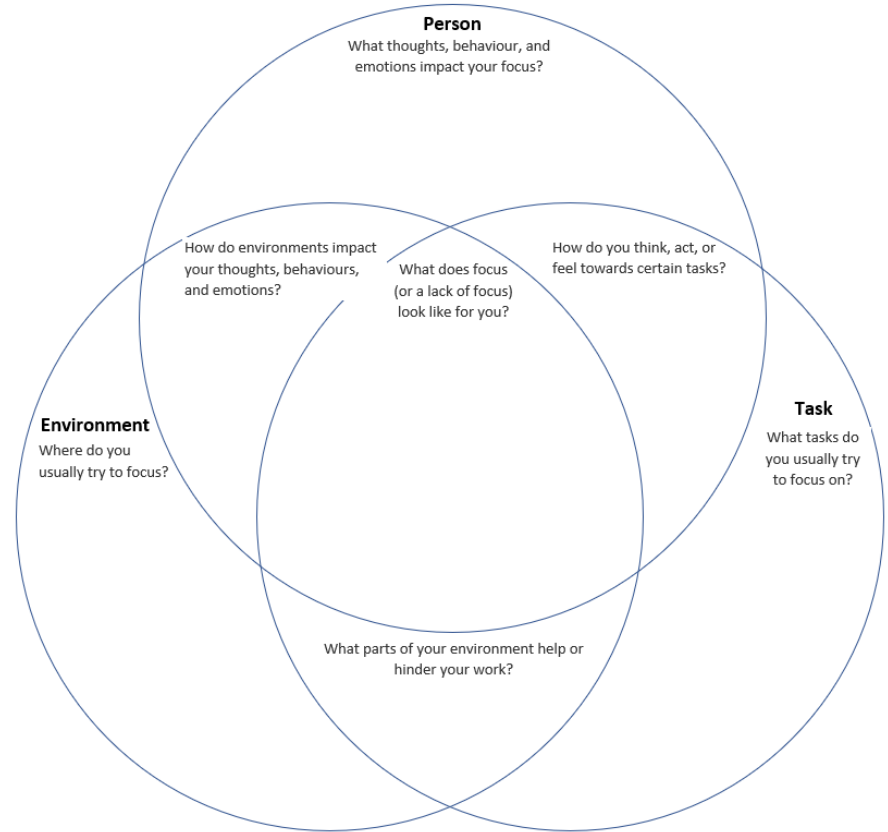 Person
What thoughts, behaviour, and
emotions impact your focus?
How do environments impact
your thoughts, behaviours,
and emotions?
What does focus
(or a lack of focus)
look like for you?
How do you think, act, or
feel towards certain tasks?
Environment
Where do you
usually try to focus?
Task
What tasks do
you usually try
to focus on?
What parts of your environment help or
hinder your work?